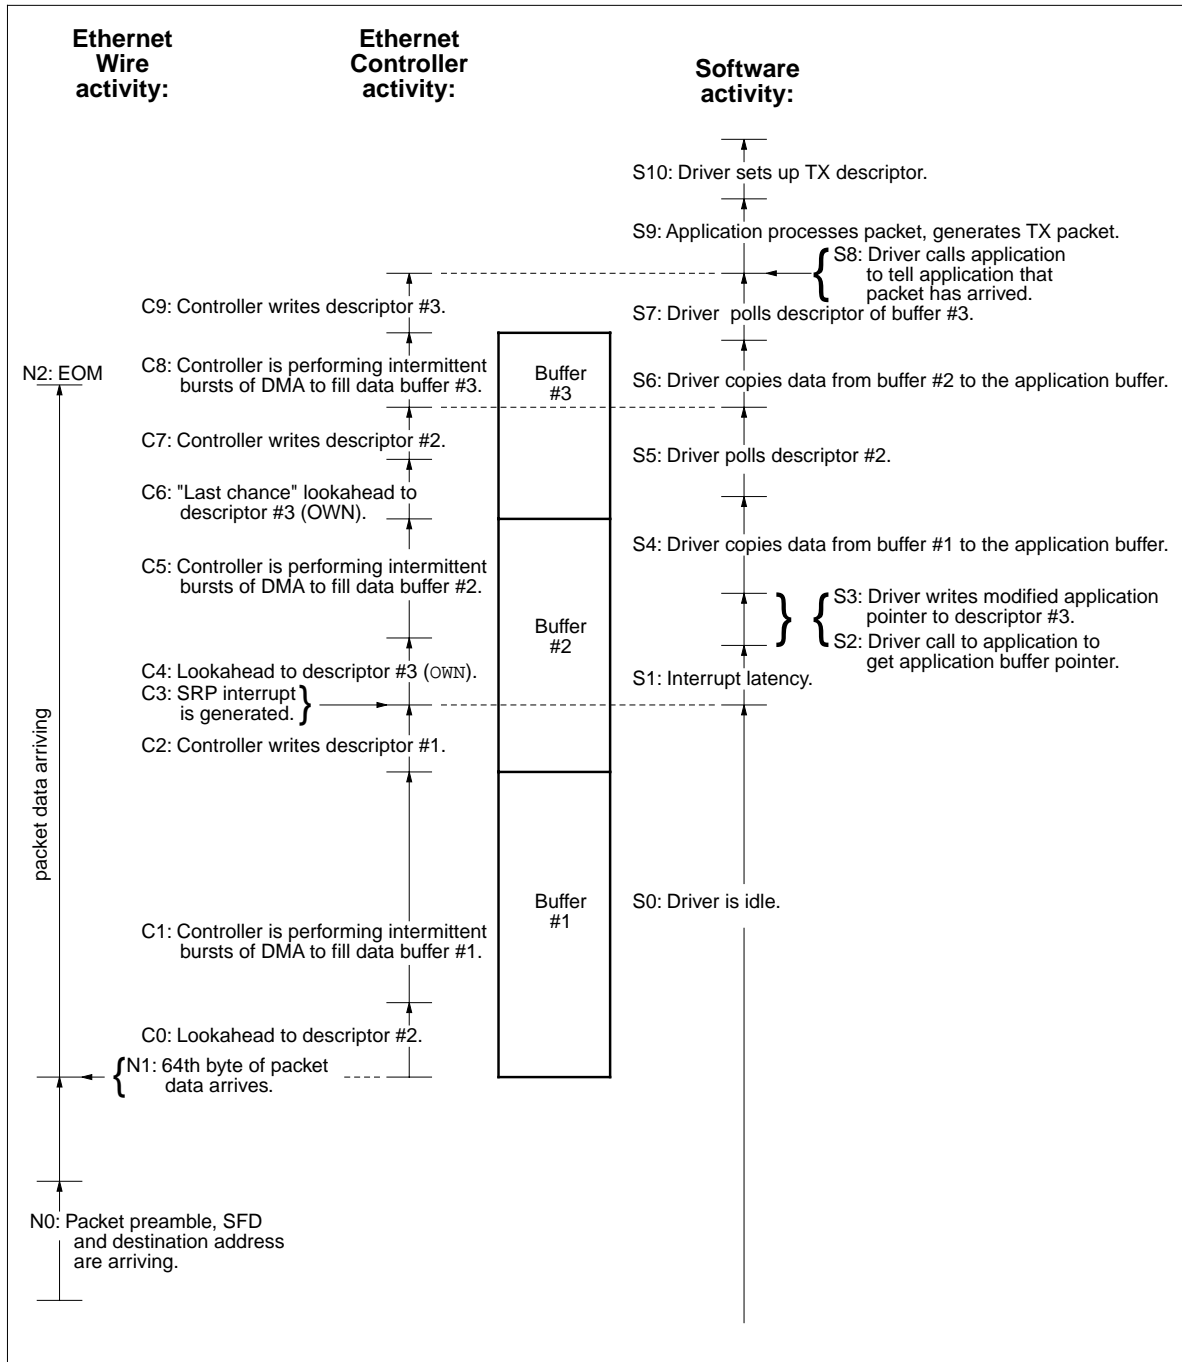 Ethernet
Wire
activity:
Ethernet
Controller
activity:
Software
activity:
S10: Driver sets up TX descriptor.
S9: Application processes packet, generates TX packet.
S8: Driver calls application
to tell application that
packet has arrived.
C9: Controller writes descriptor #3.
S7: Driver polls descriptor of buffer #3.
N2: EOM
C8: Controller is performing intermittent
bursts of DMA to fill data buffer #3.
Buffer
#3
S6: Driver copies data from buffer #2 to the application buffer.
C7: Controller writes descriptor #2.
S5: Driver polls descriptor #2.
C6: "Last chance" lookahead to
descriptor #3 (OWN).
S4: Driver copies data from buffer #1 to the application buffer.
C5: Controller is performing intermittent
bursts of DMA to fill data buffer #2.
S3: Driver writes modified application
pointer to descriptor #3.
Buffer
#2
S2: Driver call to application to
get application buffer pointer.
C4: Lookahead to descriptor #3 (OWN).
S1: Interrupt latency.
C3: SRP interrupt
is generated.
C2: Controller writes descriptor #1.
packet data arriving
Buffer
#1
S0: Driver is idle.
C1: Controller is performing intermittent
bursts of DMA to fill data buffer #1.
C0: Lookahead to descriptor #2.
N1: 64th byte of packet
data arrives.
N0: Packet preamble, SFD
and destination address
are arriving.